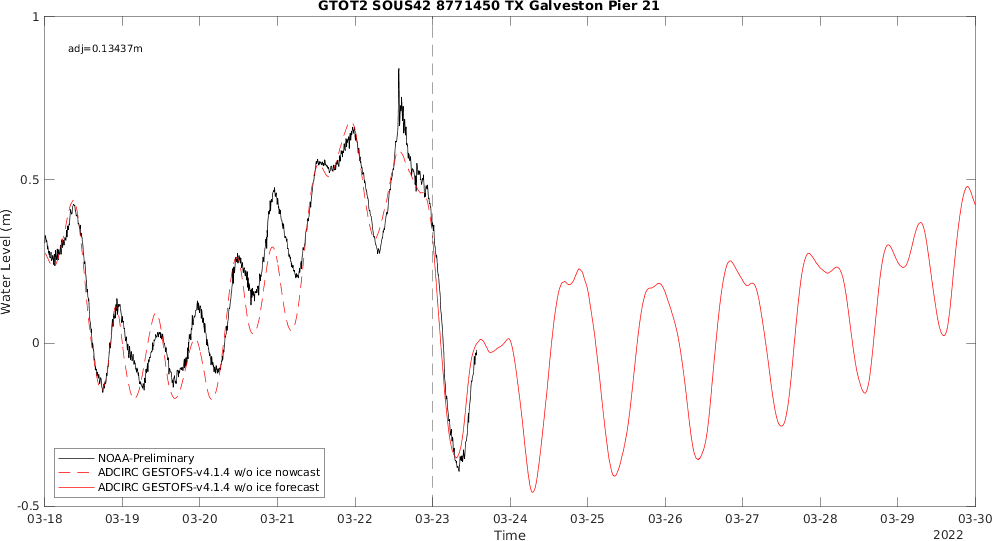 GTOT2 SOUS42 8771450 TX Galveston Pier 21
1
adj=0.13437m
0.5
Water Level (m)
0
NOAA-Preliminary
ADCIRC GESTOFS-v4.1.4 w/o ice nowcast
ADCIRC GESTOFS-v4.1.4 w/o ice forecast
-0.5
03-18 03-19 03-20 03-21 03-22 03-23 03-24 03-25 03-26 03-27 03-28 03-29 03-30
Time
2022